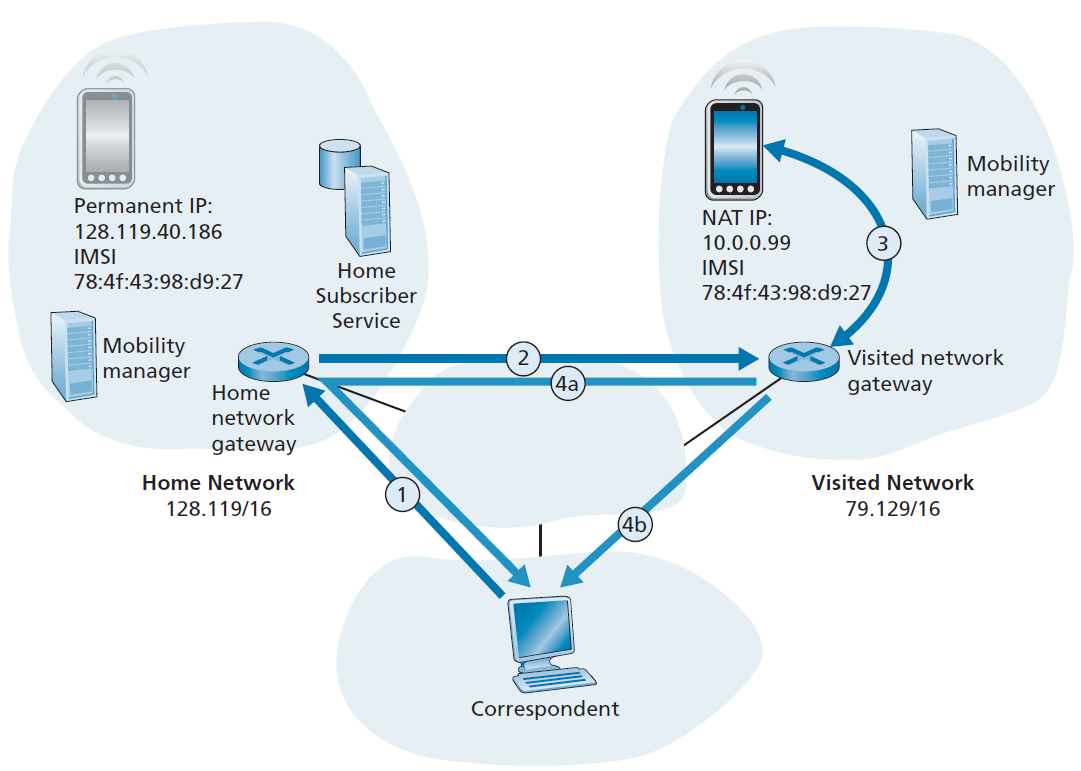 Permanent IP:
128.119.40.186
IMSI
78:4f:43:98:d9:27
Home
Subscriber
Service
Mobility
manager
Home
network
gateway
Home Network
128.119/16
NAT IP:
10.0.0.99
IMSI
78:4f:43:98:d9:27
Mobility
manager
3
Visited network
gateway
Visited Network
79.129/16
2
4a
1
4b
Correspondent